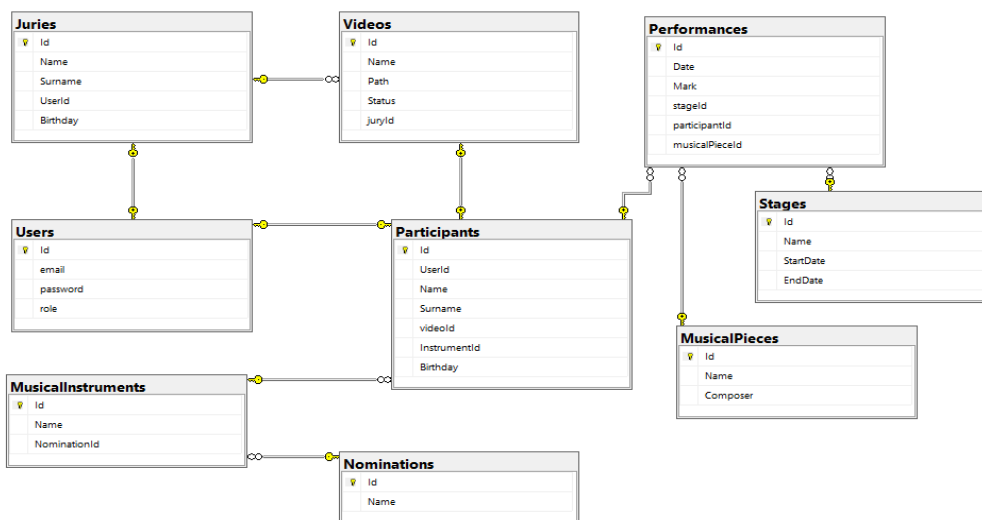 Juries
Id
Name
Surname
UserId
Birthday
Videos
Id
Name
Path
Status
juryId
Performances
Id
Date
Mark
stageId
participantId
musicalPieceId
Users
Id
email
password
role
Participants
Id
UserId
Name
Surname
videoId
InstrumentId
Birthday
Stages
Id
Name
StartDate
EndDate
MusicalPieces
Id
Name
Composer
MusicalInstruments
Id
Name
NominationId
Nominations
Id
Name